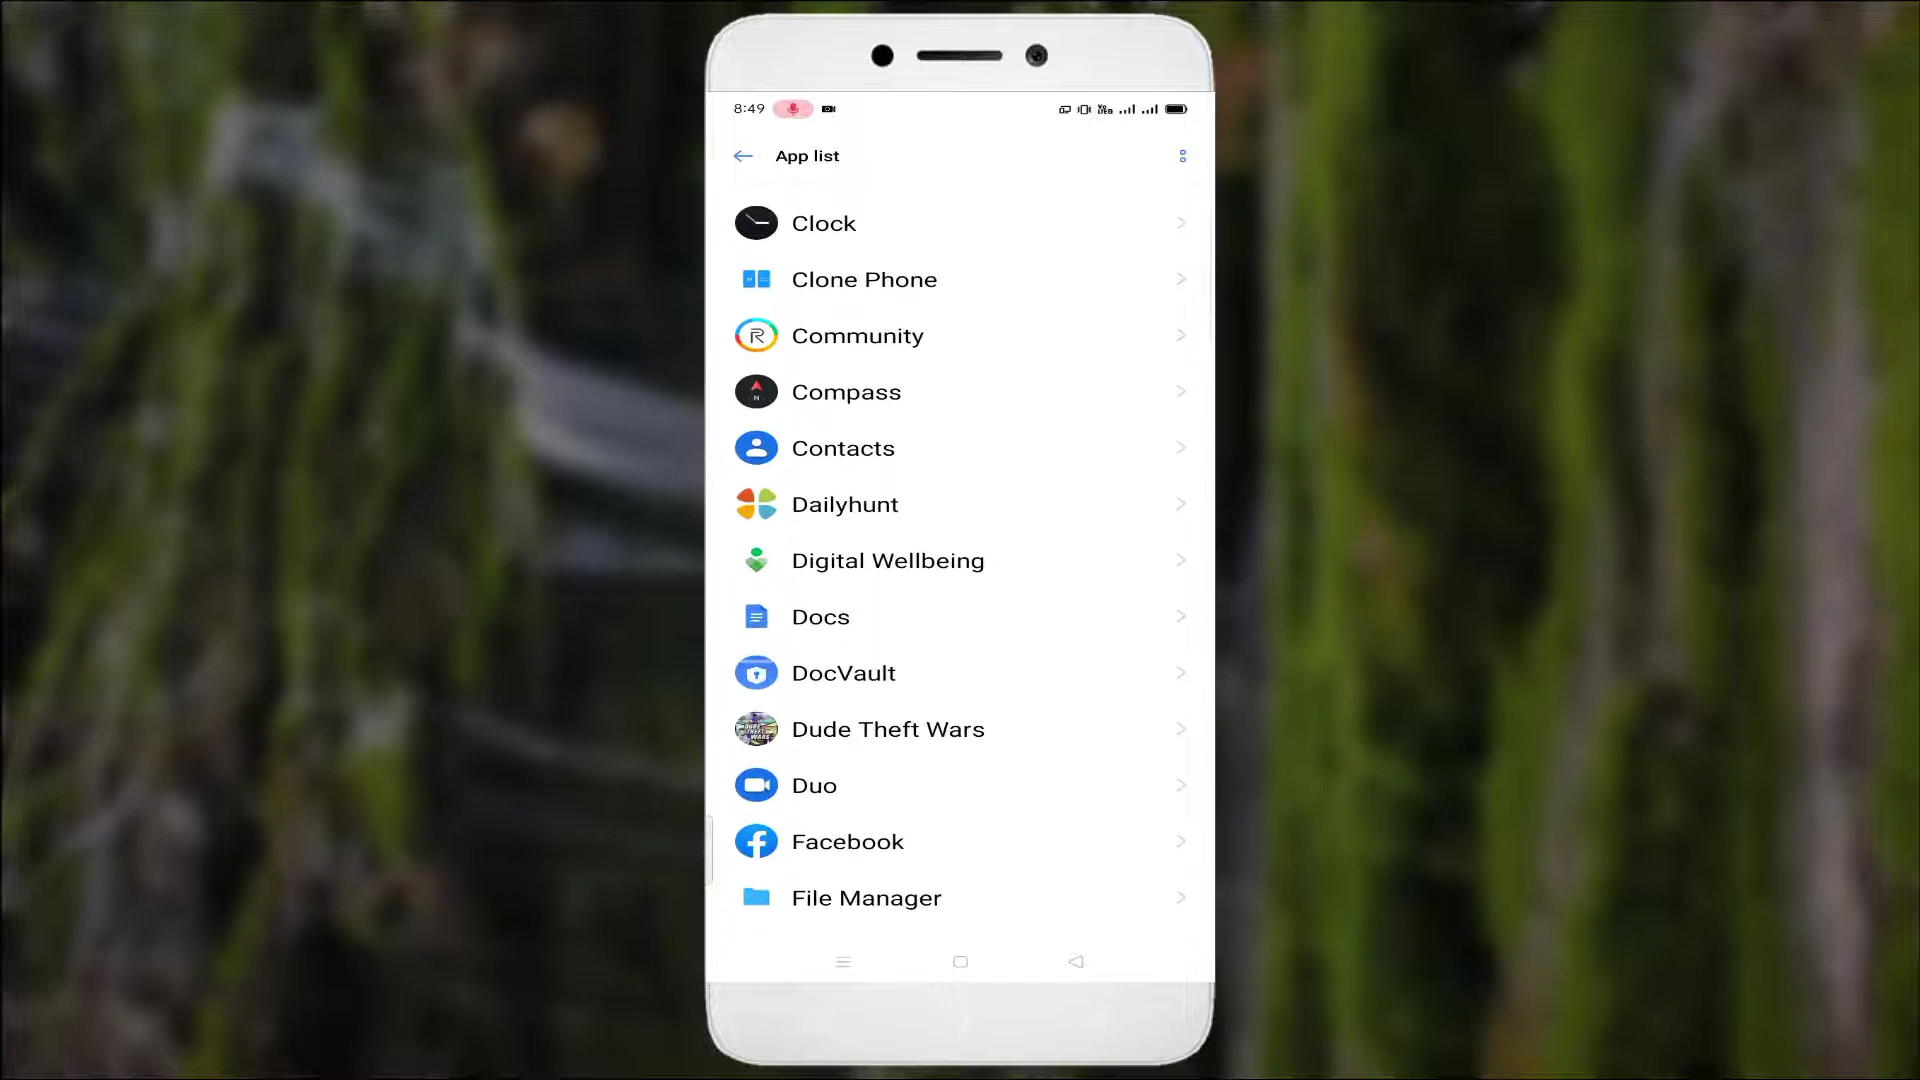 8:49
App list
Clock
Clone Phone
Community
Compass
Contacts
Dailyhunt
Digital Wellbeing
Docs
DocVault
Dude Theft Wars
Duo
Facebook
File Manager